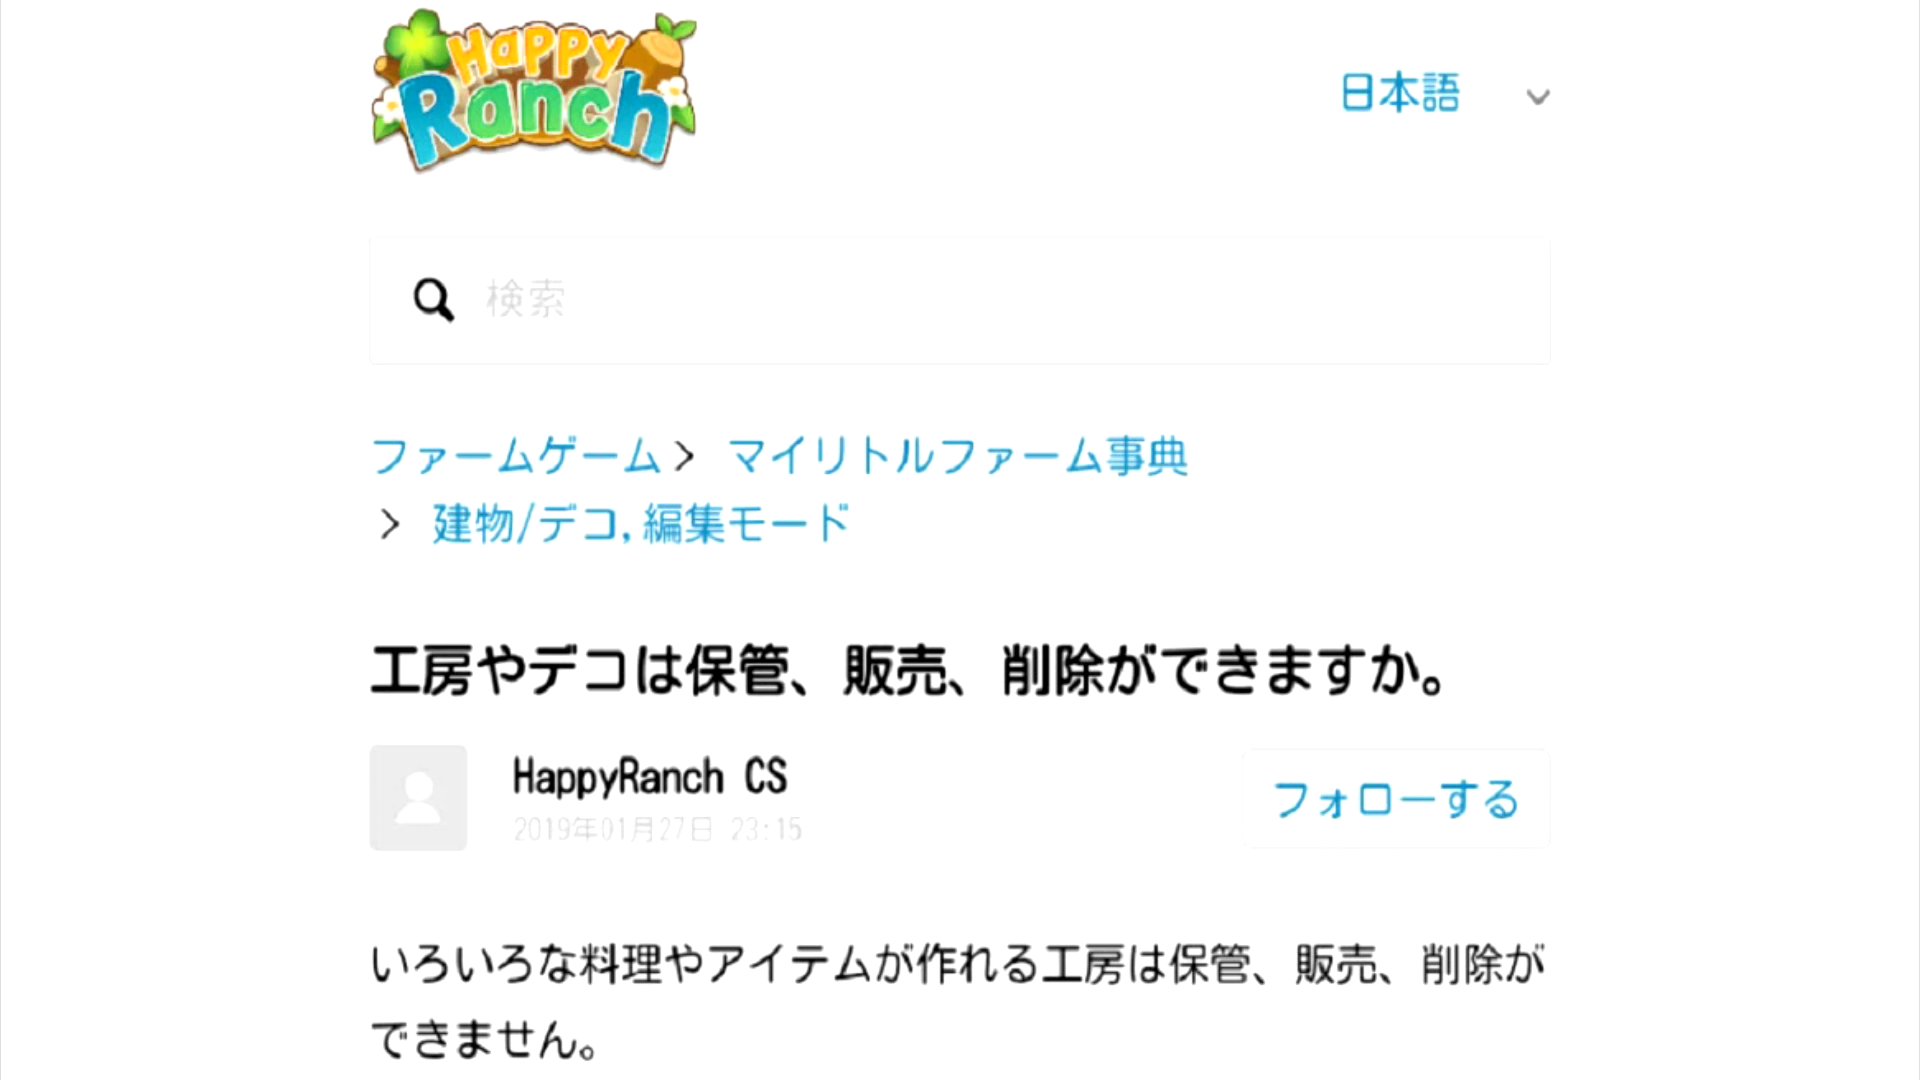 Happy
Ranch
日本語
検索
ファームゲーム> マイリトルファーム事典
> 建物/デコ,編集モード
工房やデコは保管、販売、削除ができますか。
HappyRanch CS
2019年01月27日 23:15
フォローする
いろいろな料理やアイテムが作れる工房は保管、販売、削除が
できません。